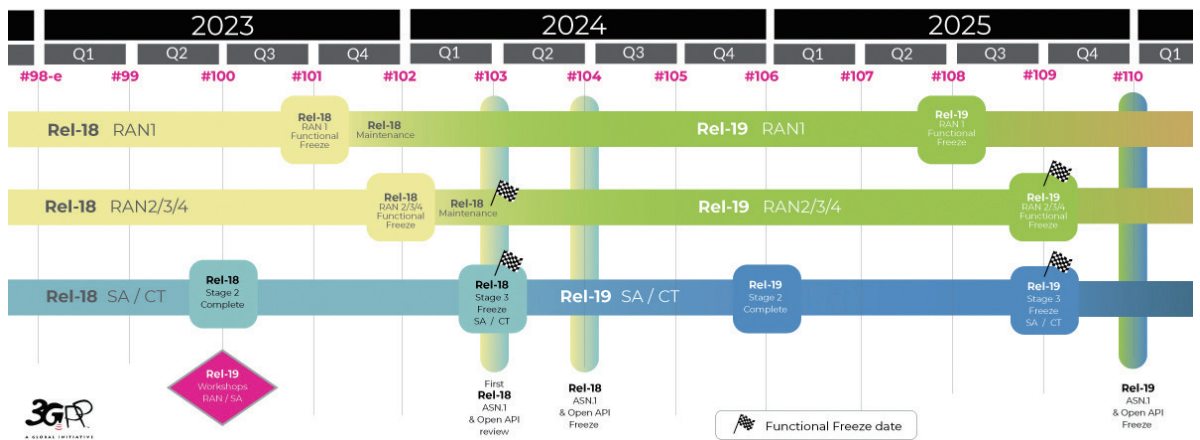 2023 2024 2025
Q1 Q2 Q3 Q4 Q1 Q2 Q3 Q4 Q1 Q2 Q3 Q4 Q1
#98-e #99 #100 #101 #102 #103 #104 #105 #106 #107 #108 #109 #110
Rel-18 RAN1
Rel-18
RAN 1
Functional
Freeze
Rel-18
Maintenance
Rel-19 RAN1
Rel-19
RAN 1
Functional
Freeze
Rel-18 RAN2/3/4
Rel-18
RAN 2/3/4
Functional
Freeze
Rel-18
Maintenance
Rel-19 RAN2/3/4
Rel-19
RAN 2/3/4
Functional
Freeze
Rel-18 SA / CT
Rel-18
Stage 2
Complete
Rel-18
Stage 3
Freeze
SA / CT
Rel-19 SA / CT
Rel-19
Stage 2
Complete
Rel-19
Stage 3
Freeze
SA / CT
Rel-19
Workshops
RAN / SA
First
Rel-18
ASN.1
& Open API
review
Rel-18
ASN.1
& Open API
Freeze
Rel-19
ASN.1
& Open API
Freeze
3GPP
A GLOBAL INITIATIVE
Functional Freeze date